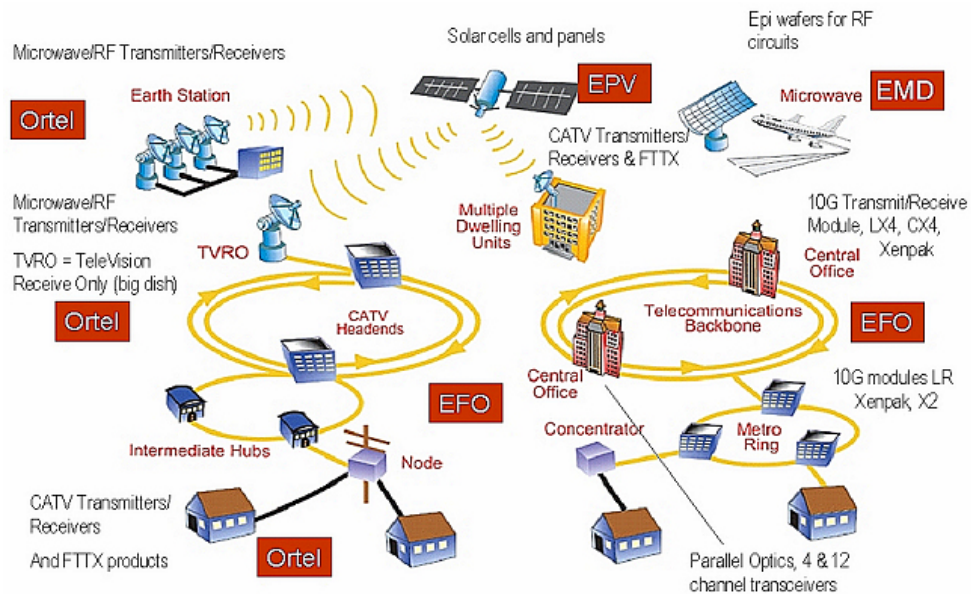 Microwave/RF Transmitters/Receivers
Solar cells and panels
Epi wafers for RF
circuits
Ortel
Earth Station
EPV
Microwave
EMD
CATV Transmitters/
Receivers & FTTX
Microwave/RF
Transmitters/Receivers
TVRO = TeleVision
Receive Only (big dish)
TVRO
Multiple
Dwelling
Units
10G Transmit/Receive
Module, LX4, CX4,
Xenpak
Central
Office
Ortel
CATV
Headends
Telecommunications
Backbone
EFO
Central
Office
EFO
10G modules LR
Xenpak, X2
Intermediate Hubs
Node
Concentrator
Metro
Ring
CATV Transmitters/
Receivers
And FTTX products
Ortel
Parallel Optics, 4 & 12
channel transceivers